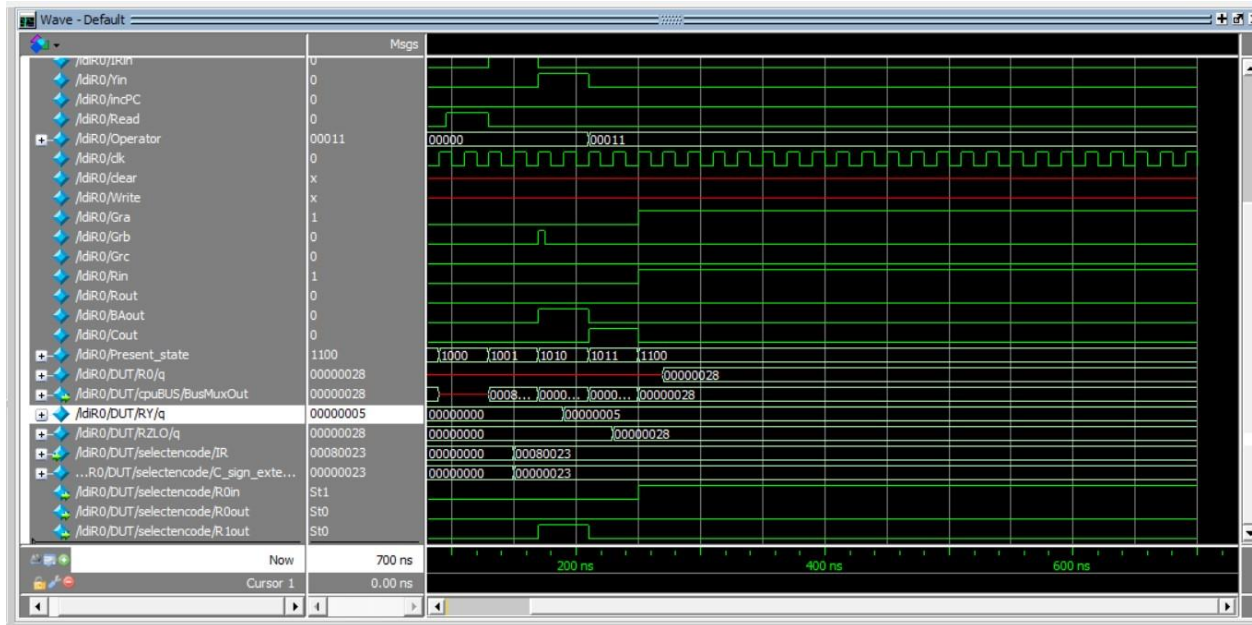 Wave - Default
Msgs
/ldiR0/IRin 0
/ldiR0/Yin 0
/ldiR0/incPC 0
/ldiR0/Read 0
/ldiR0/Operator 00011 00000 00011
/ldiR0/clk 0
/ldiR0/clear x
/ldiR0/Write x
/ldiR0/Gra 1
/ldiR0/Grb 0
/ldiR0/Grc 0
/ldiR0/Rin 1
/ldiR0/Rout 0
/ldiR0/BAout 0
/ldiR0/Cout 0
/ldiR0/Present_state 1100 1000 1001 1010 1011 1100
/ldiR0/DUT/R0/q 00000028 00000028
/ldiR0/DUT/cpuBUS/BusMuxOut 00000028 0008... 0000... 0000... 00000028
/ldiR0/DUT/RY/q 00000005 00000000 00000005
/ldiR0/DUT/RZLO/q 00000028 00000000 00000028
/ldiR0/DUT/selectencode/IR 00080023 00000000 00080023
...R0/DUT/selectencode/C_sign_exte... 00000023 00000000 00000023
/ldiR0/DUT/selectencode/R0in St1
/ldiR0/DUT/selectencode/R0out St0
/ldiR0/DUT/selectencode/R1out St0
Now 700 ns 200 ns 400 ns 600 ns
Cursor 1 0.00 ns